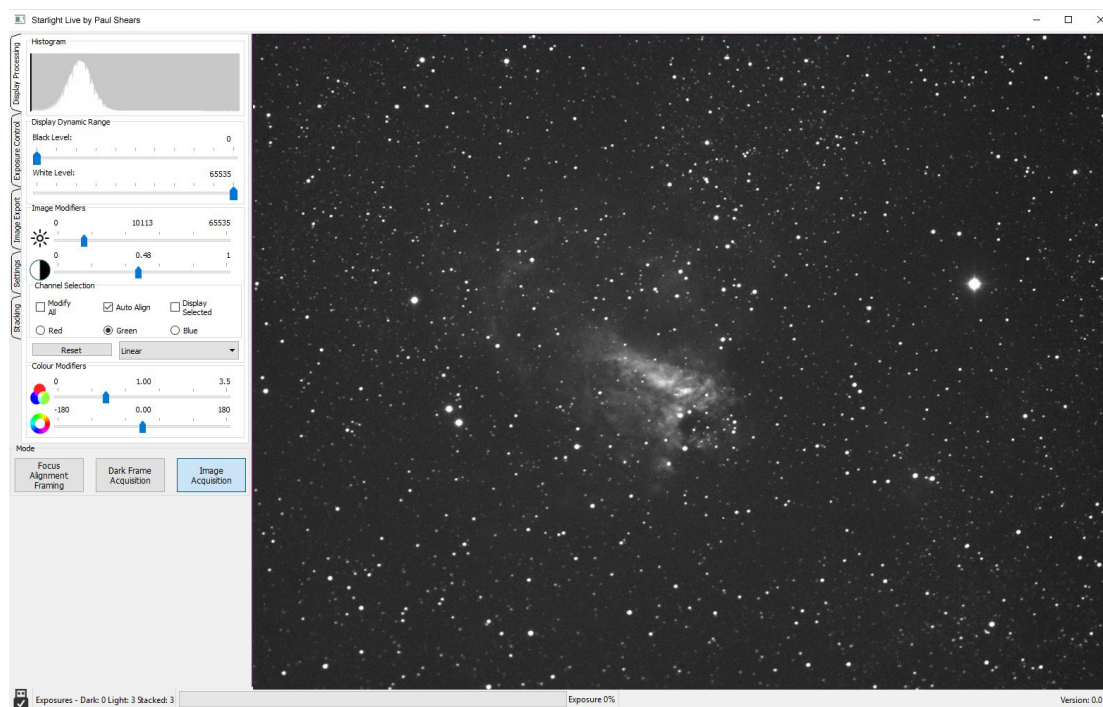 Starlight Live by Paul Shears
Display Processing
Exposure Control
Image Export
Settings
Stacking
Histogram
Display Dynamic Range
Black Level:
0
White Level:
65535
Image Modifiers
0 10113 65535
0 0.48 1
Channel Selection
Modify All
Auto Align
Display Selected
Red Green Blue
Reset Linear
Colour Modifiers
0 1.00 3.5
-180 0.00 180
Mode
Focus Alignment Framing
Dark Frame Acquisition
Image Acquisition
Exposures - Dark: 0 Light: 3 Stacked: 3 Exposure 0% Version: 0.0